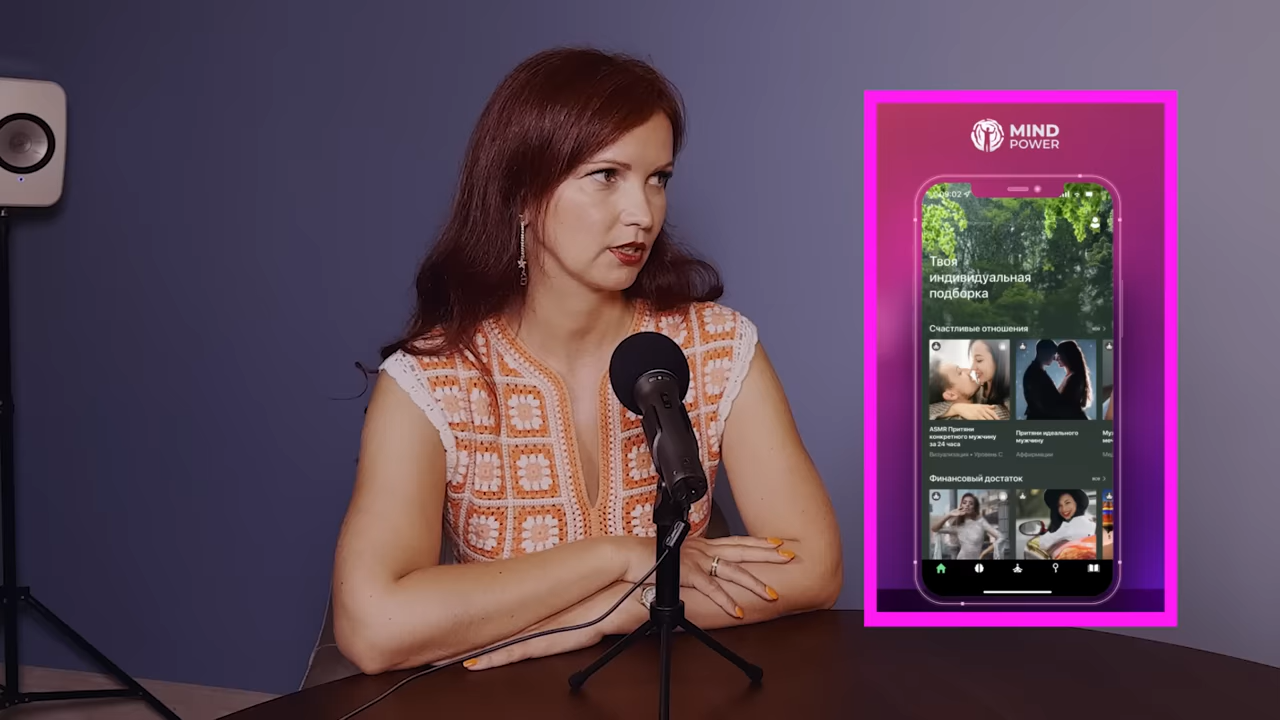 MIND
POWER
Твоя
индивидуальная
подборка
Счастливые отношения
ASMR Притяни
конкретного мужчину
за 24 часа
Визуализация • Уровень С
Притяни идеального
мужчину
Аффирмации
Финансовый достаток